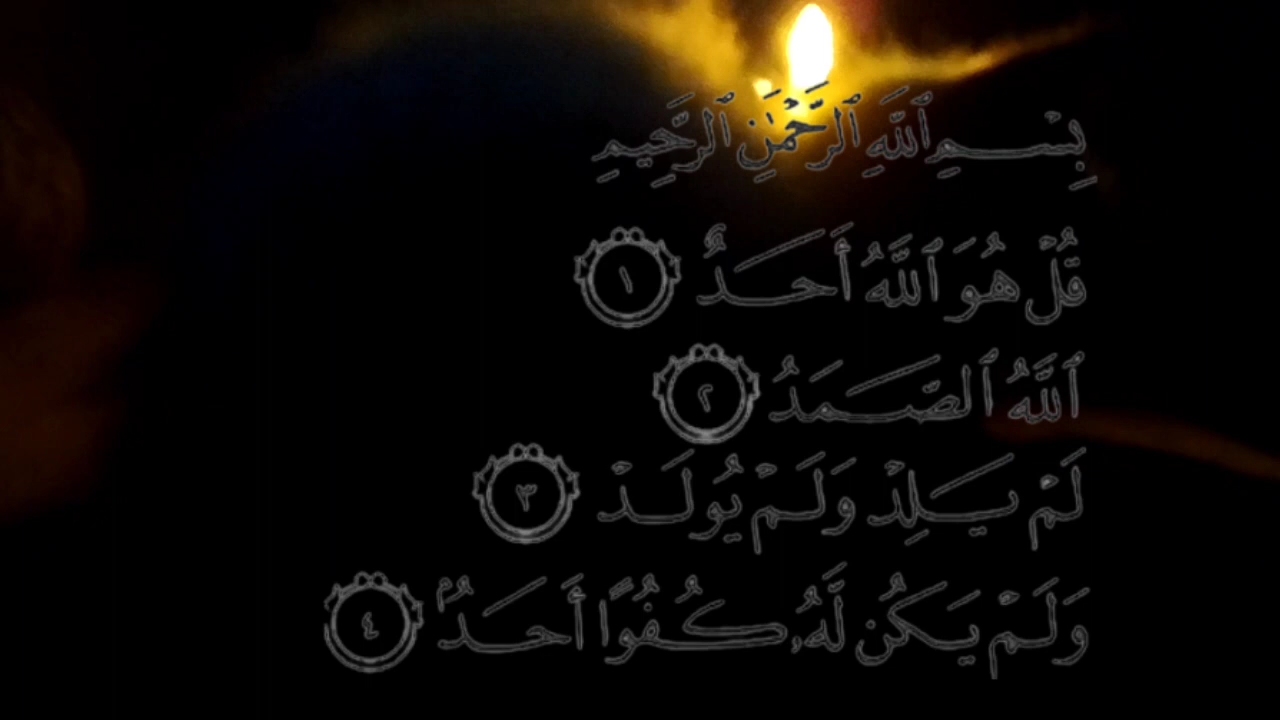 بِسْمِ ٱللَّهِ ٱلرَّحْمَٰنِ ٱلرَّحِيمِ
قُلْ هُوَ ٱللَّهُ أَحَدٌ ١
ٱللَّهُ ٱلصَّمَدُ ٢
لَمْ يَلِدْ وَلَمْ يُولَدْ ٣
وَلَمْ يَكُن لَّهُۥ كُفُوًا أَحَدٌۢ ٤